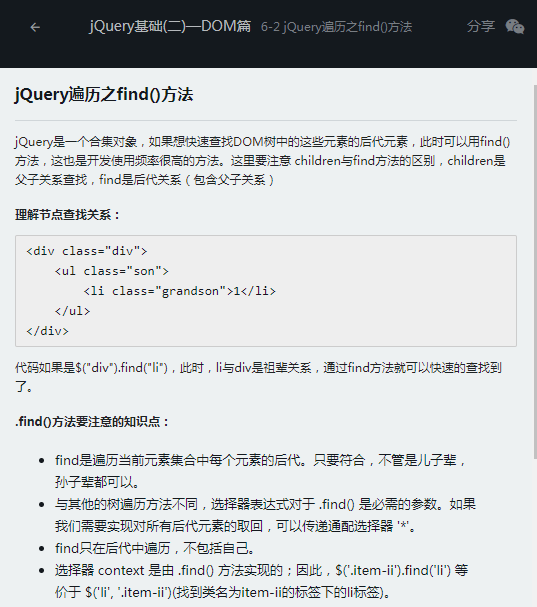 ← jQuery基础(二)—DOM篇 6-2 jQuery遍历之find()方法 分享
jQuery遍历之find()方法
jQuery是一个合集对象，如果想快速查找DOM树中的这些元素的后代元素，此时可以用find()
方法，这也是开发使用频率很高的方法。这里要注意 children与find方法的区别，children是
父子关系查找，find是后代关系（包含父子关系）
理解节点查找关系：
<div class="div">
    <ul class="son">
        <li class="grandson">1</li>
    </ul>
</div>
代码如果是$("div").find("li")，此时，li与div是祖辈关系，通过find方法就可以快速的查找到
了。
.find()方法要注意的知识点：
• find是遍历当前元素集合中每个元素的后代。只要符合，不管是儿子辈，
孙子辈都可以。
• 与其他的树遍历方法不同，选择器表达式对于 .find() 是必需的参数。如果
我们需要实现对所有后代元素的取回，可以传递通配选择器 '*'。
• find只在后代中遍历，不包括自己。
• 选择器 context 是由 .find() 方法实现的；因此，$('.item-ii').find('li') 等
价于 $('li', '.item-ii')(找到类名为item-ii的标签下的li标签)。